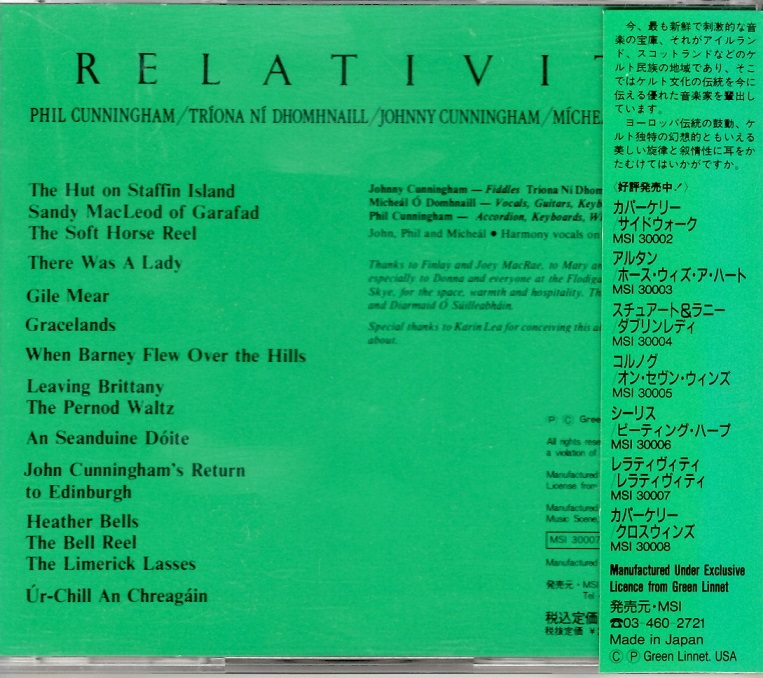 RELATIVIT
PHIL CUNNINGHAM/TRÍONA NÍ DHOMHNAILL/JOHNNY CUNNINGHAM/MÍCHE
The Hut on Staffin Island
Sandy MacLeod of Garafad
The Soft Horse Reel
There Was A Lady
Gile Mear
Gracelands
When Barney Flew Over the Hills
Leaving Brittany
The Pernod Waltz
An Seanduine Dóite
John Cunningham's Return
to Edinburgh
Heather Bells
The Bell Reel
The Limerick Lasses
Úr-Chill An Chreagáin
Johnny Cunningham — Fiddles Tríona Ní Dhom
Micheál Ó Domhnaill — Vocals, Guitars, Keyb
Phil Cunningham — Accordion, Keyboards, W
John, Phil and Micheál ● Harmony vocals on
Thanks to Finlay and Joey MacRae, to Mary an
especially to Donna and everyone at the Flodiga
Skye, for the space, warmth and hospitality. Th
and Diarmaid Ó Súilleabháin.
Special thanks to Karin Lea for conceiving this al
about.
Ⓟ Ⓒ Gree
All rights rese
a violation of
Manufactured
License from
Manufactured
Music Scene,
MSI 30007
Manufactured
発売元・MSI
Tel
税込定価
税抜定価 ¥
今、最も新鮮で刺激的な音
楽の宝庫、それがアイルラン
ド、スコットランドなどのケ
ルト民族の地域であり、そこ
ではケルト文化の伝統を今に
伝える優れた音楽家を輩出し
ています。
ヨーロッパ伝統の鼓動、ケ
ルト独特の幻想的ともいえる
美しい旋律と叙情性に耳をか
たむけてはいかがですか。
〈好評発売中!〉
カパーケリー
/サイドウォーク
MSI 30002
アルタン
/ホース・ウィズ・ア・ハート
MSI 30003
スチュアート&ラニー
/ダブリンレディ
MSI 30004
コルノグ
/オン・セヴン・ウィンズ
MSI 30005
シーリス
/ビーティング・ハープ
MSI 30006
レラティヴィティ
/レラティヴィティ
MSI 30007
カパーケリー
/クロスウィンズ
MSI 30008
Manufactured Under Exclusive
Licence from Green Linnet
発売元・MSI
☎03-460-2721
Made in Japan
Ⓒ Ⓟ Green Linnet. USA